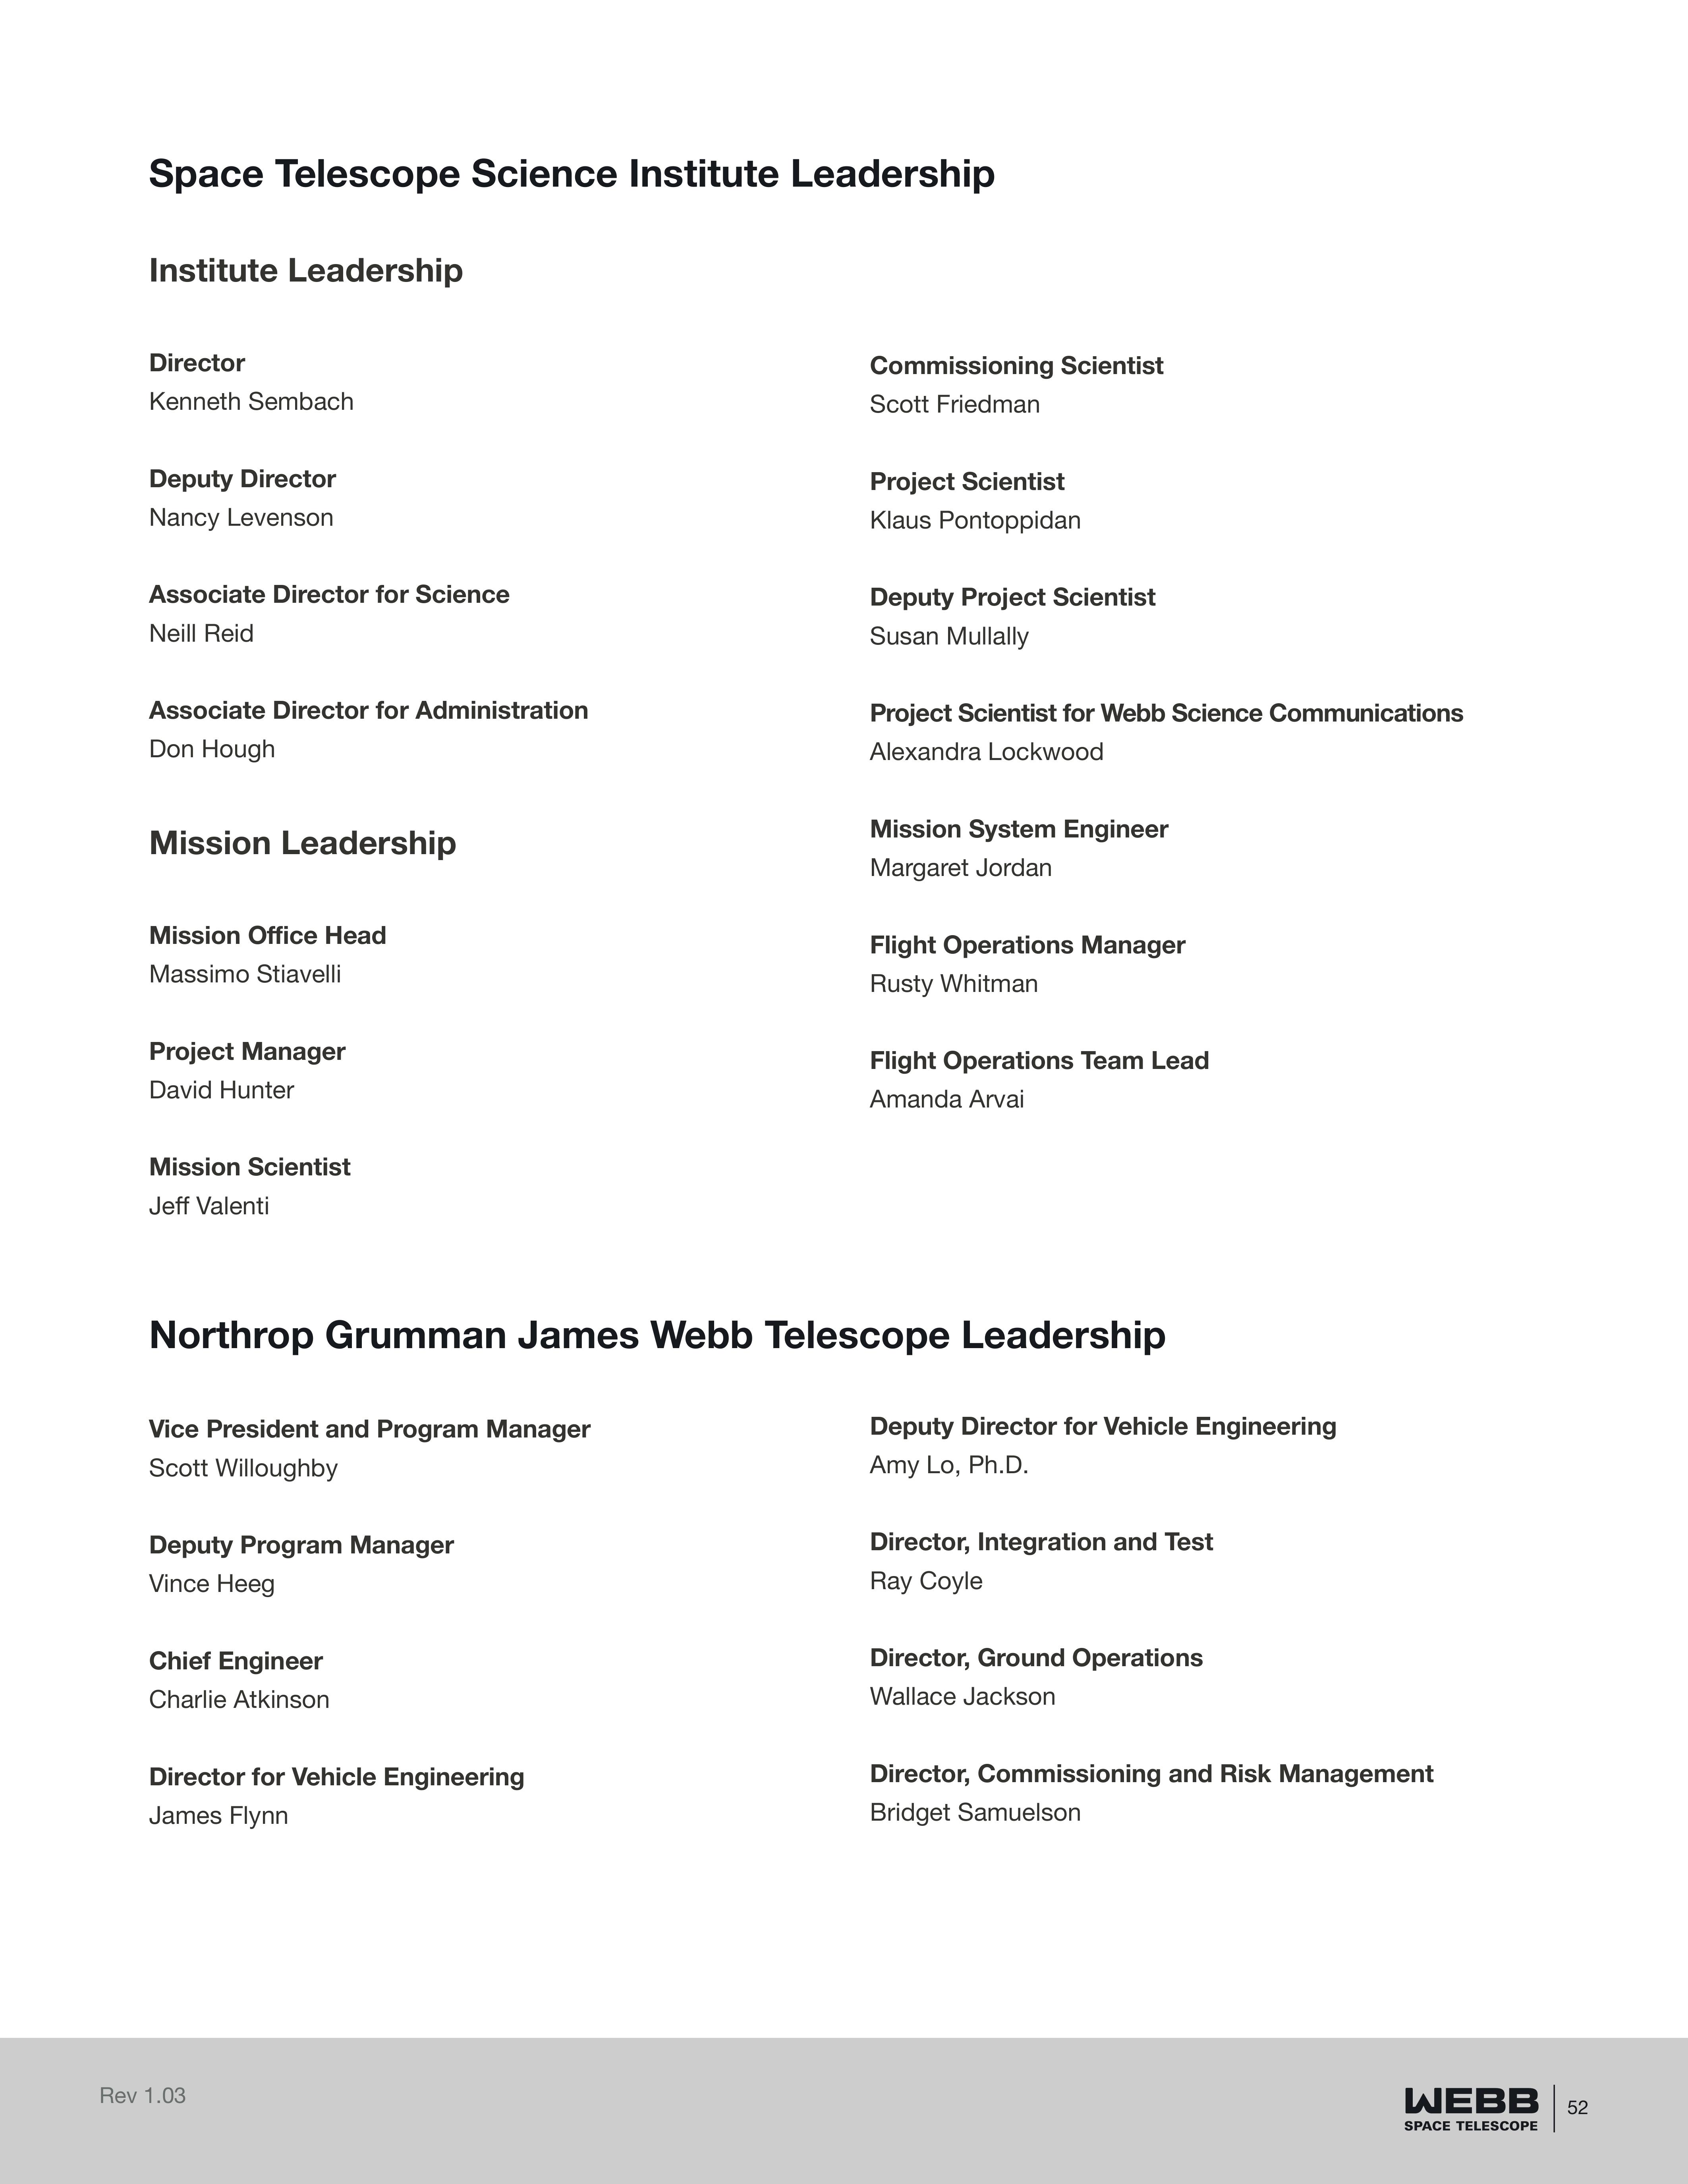 Space Telescope Science Institute Leadership
Institute Leadership
Director
Kenneth Sembach
Deputy Director
Nancy Levenson
Associate Director for Science
Neill Reid
Associate Director for Administration
Don Hough
Mission Leadership
Mission Office Head
Massimo Stiavelli
Project Manager
David Hunter
Mission Scientist
Jeff Valenti
Commissioning Scientist
Scott Friedman
Project Scientist
Klaus Pontoppidan
Deputy Project Scientist
Susan Mullally
Project Scientist for Webb Science Communications
Alexandra Lockwood
Mission System Engineer
Margaret Jordan
Flight Operations Manager
Rusty Whitman
Flight Operations Team Lead
Amanda Arvai
Northrop Grumman James Webb Telescope Leadership
Vice President and Program Manager
Scott Willoughby
Deputy Program Manager
Vince Heeg
Chief Engineer
Charlie Atkinson
Director for Vehicle Engineering
James Flynn
Deputy Director for Vehicle Engineering
Amy Lo, Ph.D.
Director, Integration and Test
Ray Coyle
Director, Ground Operations
Wallace Jackson
Director, Commissioning and Risk Management
Bridget Samuelson
Rev 1.03
WEBB
SPACE TELESCOPE
52